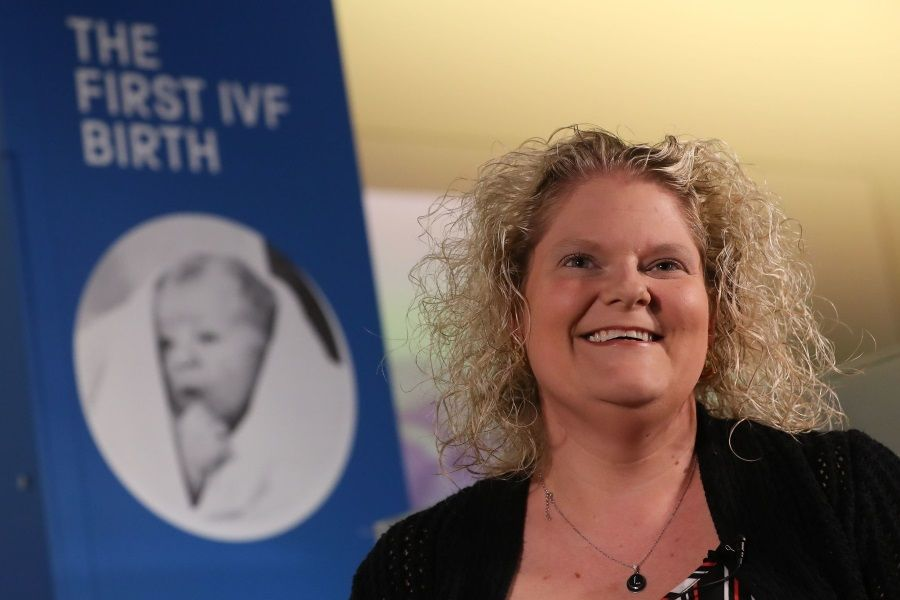 THE
FIRST IVF
BIRTH
L